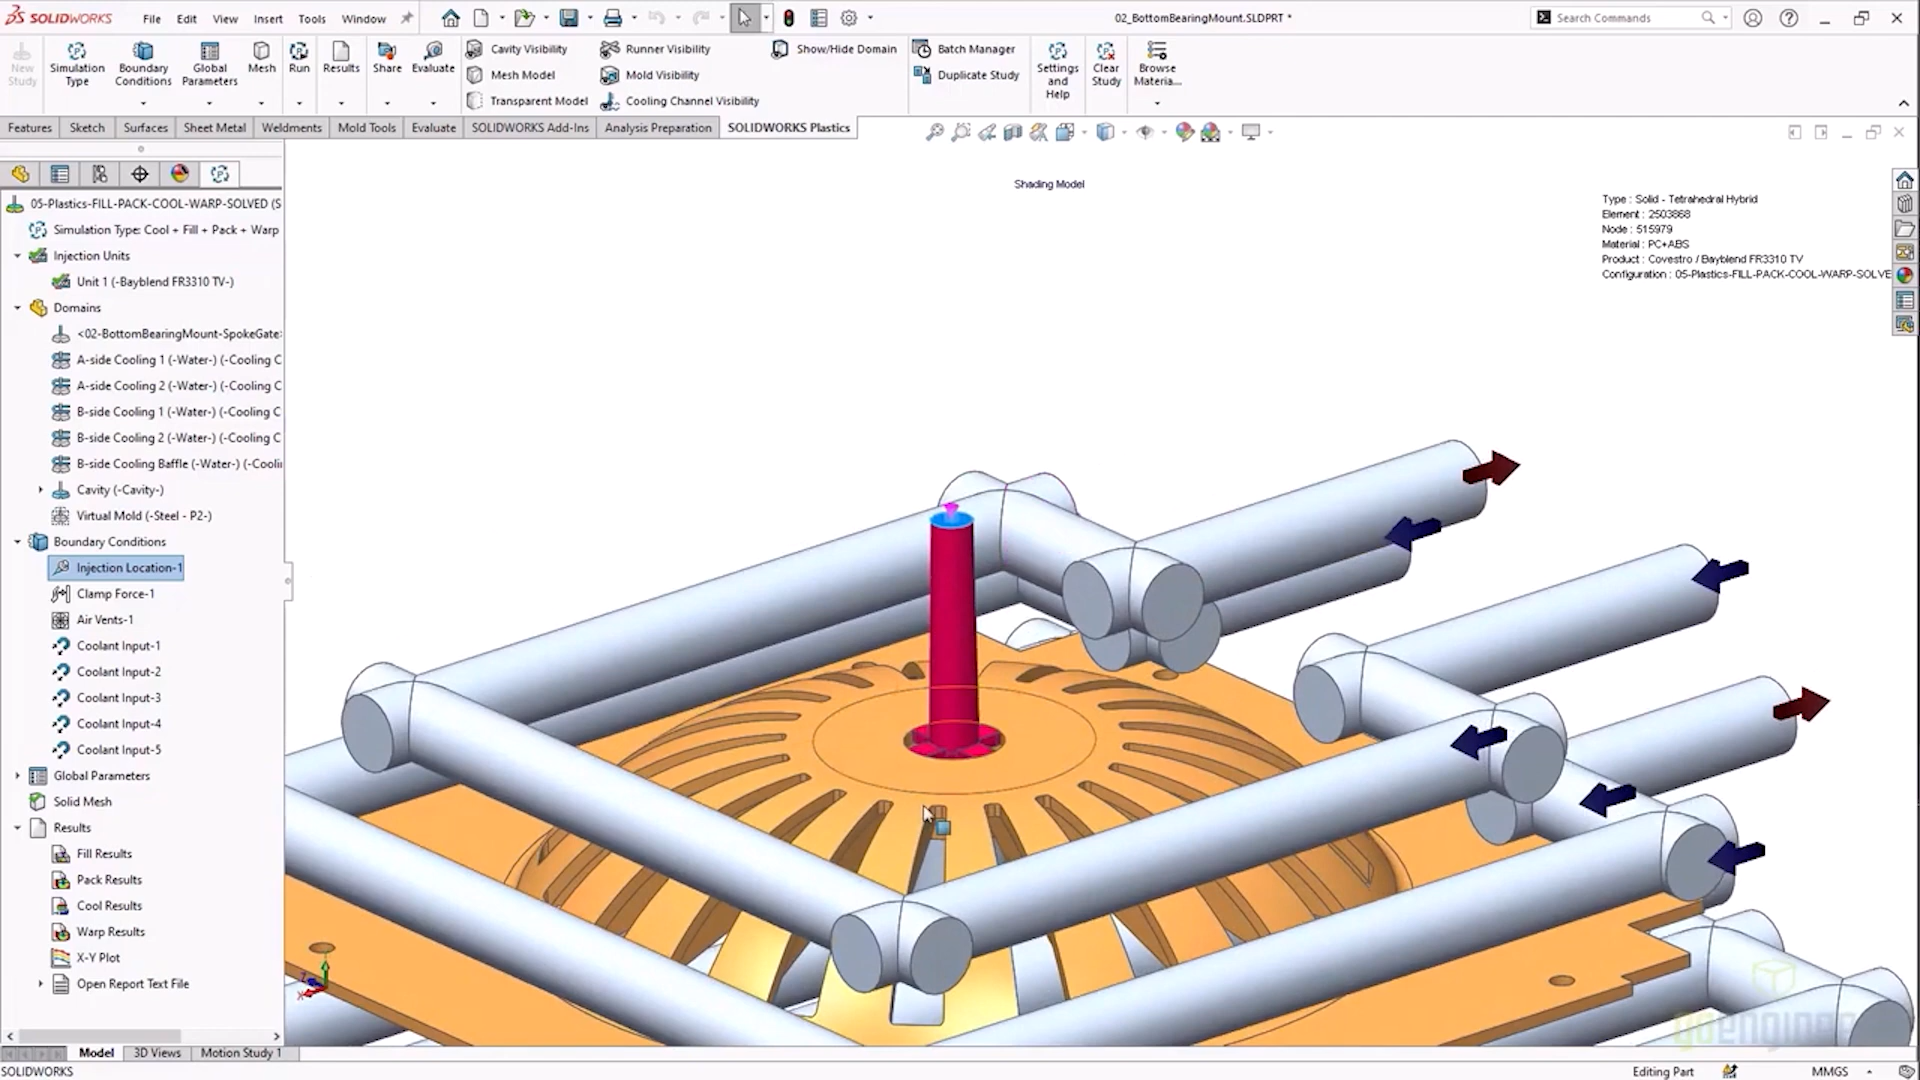 SOLIDWORKS File Edit View Insert Tools Window
02_BottomBearingMount.SLDPRT *
Search Commands
New Study
Simulation Type
Boundary Conditions
Global Parameters
Mesh
Run
Results
Share
Evaluate
Cavity Visibility
Mesh Model
Transparent Model
Runner Visibility
Mold Visibility
Cooling Channel Visibility
Show/Hide Domain
Batch Manager
Duplicate Study
Settings and Help
Clear Study
Browse Materia...
Features Sketch Surfaces Sheet Metal Weldments Mold Tools Evaluate SOLIDWORKS Add-Ins Analysis Preparation SOLIDWORKS Plastics
Shading Model
Type : Solid - Tetrahedral Hybrid
Element : 2503868
Node : 515979
Material : PC+ABS
Product : Covestro / Bayblend FR3310 TV
Configuration : 05-Plastics-FILL-PACK-COOL-WARP-SOLVE
05-Plastics-FILL-PACK-COOL-WARP-SOLVED (S
Simulation Type: Cool + Fill + Pack + Warp
Injection Units
Unit 1 (-Bayblend FR3310 TV-)
Domains
<02-BottomBearingMount-SpokeGate>
A-side Cooling 1 (-Water-) (-Cooling C
A-side Cooling 2 (-Water-) (-Cooling C
B-side Cooling 1 (-Water-) (-Cooling C
B-side Cooling 2 (-Water-) (-Cooling C
B-side Cooling Baffle (-Water-) (-Cooli
Cavity (-Cavity-)
Virtual Mold (-Steel - P2-)
Boundary Conditions
Injection Location-1
Clamp Force-1
Air Vents-1
Coolant Input-1
Coolant Input-2
Coolant Input-3
Coolant Input-4
Coolant Input-5
Global Parameters
Solid Mesh
Results
Fill Results
Pack Results
Cool Results
Warp Results
X-Y Plot
Open Report Text File
Z
X
Model 3D Views Motion Study 1
SOLIDWORKS
Editing Part
MMGS